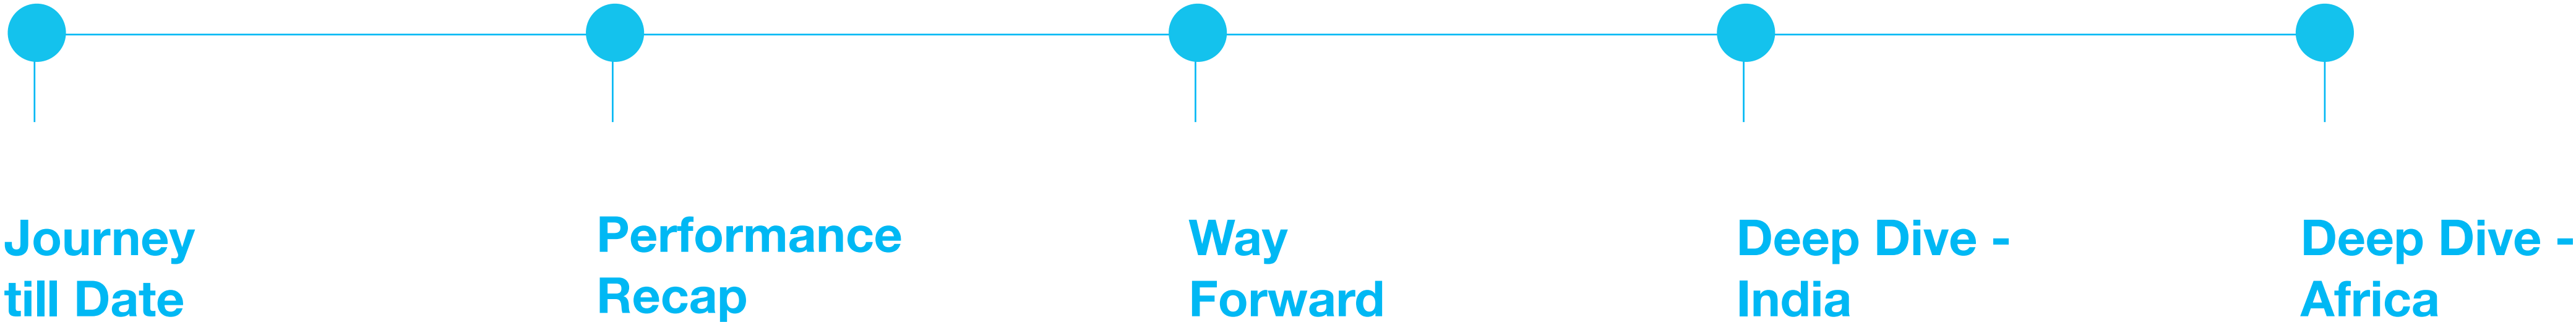 Journey
till Date
Performance
Recap
Way
Forward
Deep Dive -
India
Deep Dive -
Africa